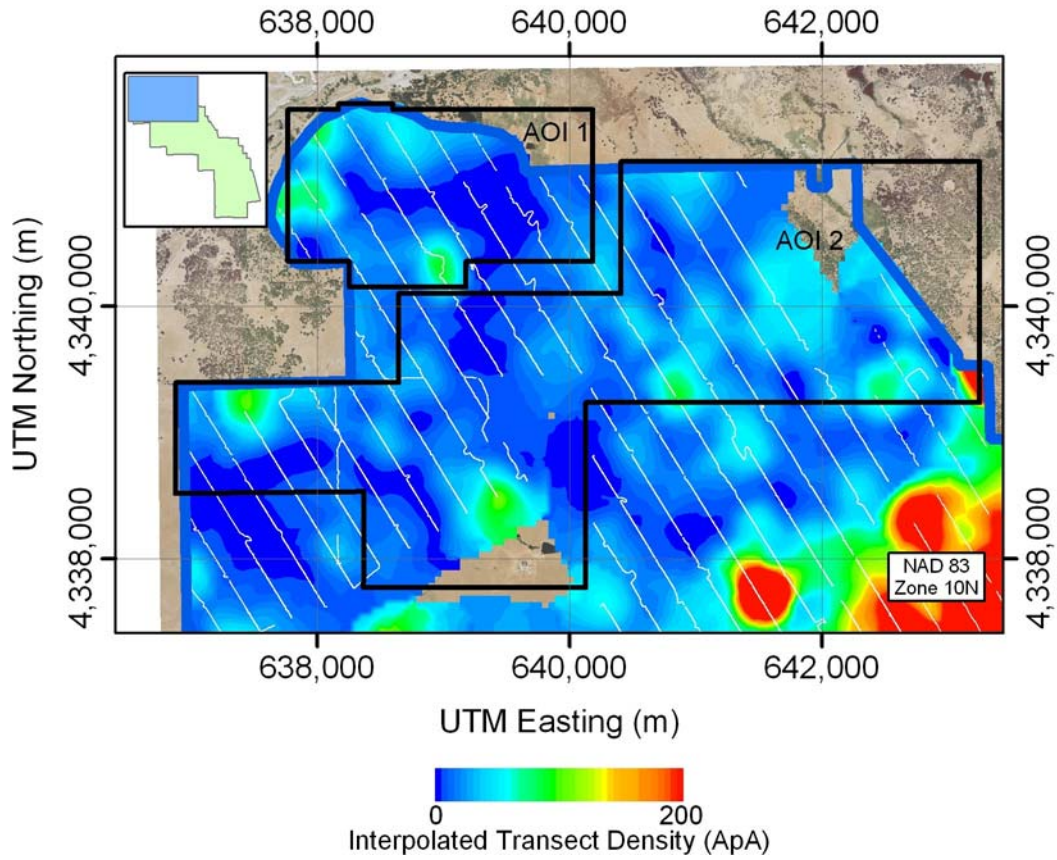 638,000 640,000 642,000
AOI 1
AOI 2
4,340,000
4,340,000
UTM Northing (m)
4,338,000
4,338,000
NAD 83
Zone 10N
638,000 640,000 642,000
UTM Easting (m)
0 200
Interpolated Transect Density (ApA)